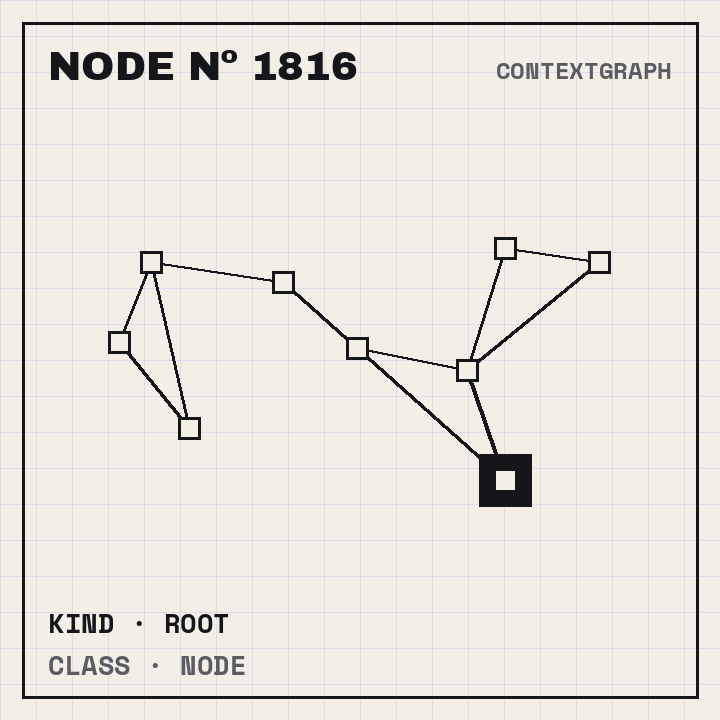 NODE Nº 1816
CONTEXTGRAPH
KIND · ROOT
CLASS · NODE